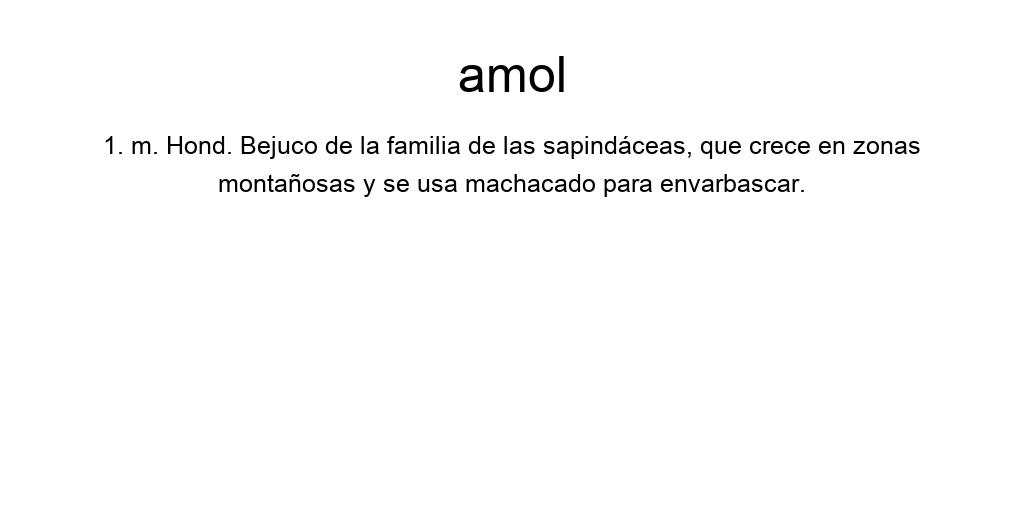 amol
1. m. Hond. Bejuco de la familia de las sapindáceas, que crece en zonas
montañosas y se usa machacado para envarbascar.